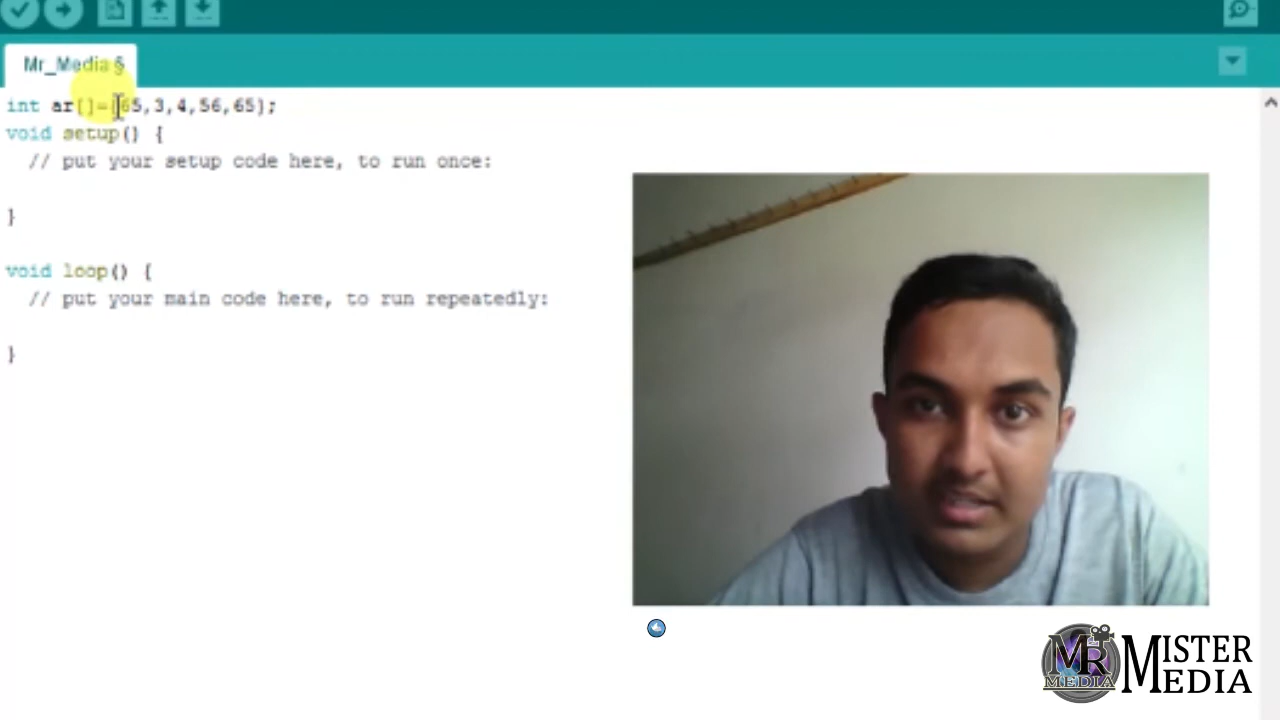 Mr_Media §
int ar[]={65,3,4,56,65};
void setup() {
// put your setup code here, to run once:
}
void loop() {
// put your main code here, to run repeatedly:
}
MR
MEDIA
MISTER
MEDIA